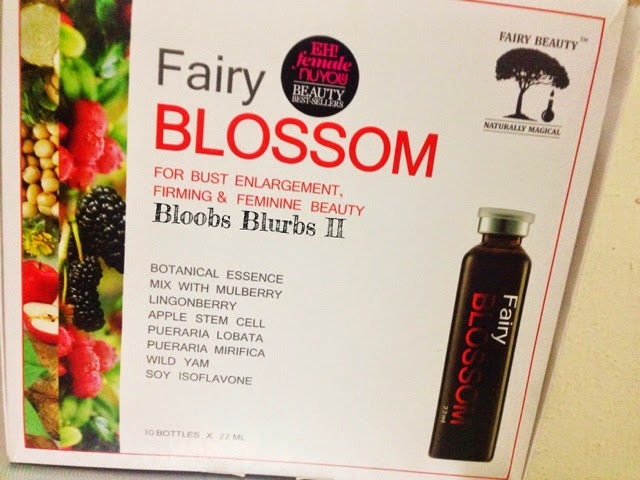 Fairy
BLOSSOM
EH!
female
nuyou
BEAUTY
BEST-SELLERS
FAIRY BEAUTY™
NATURALLY MAGICAL
FOR BUST ENLARGEMENT,
FIRMING & FEMININE BEAUTY
Bloobs Blurbs II
BOTANICAL ESSENCE
MIX WITH MULBERRY
LINGONBERRY
APPLE STEM CELL
PUERARIA LOBATA
PUERARIA MIRIFICA
WILD YAM
SOY ISOFLAVONE
10 BOTTLES X 22 ML
Fairy
BLOSSOM
22ml